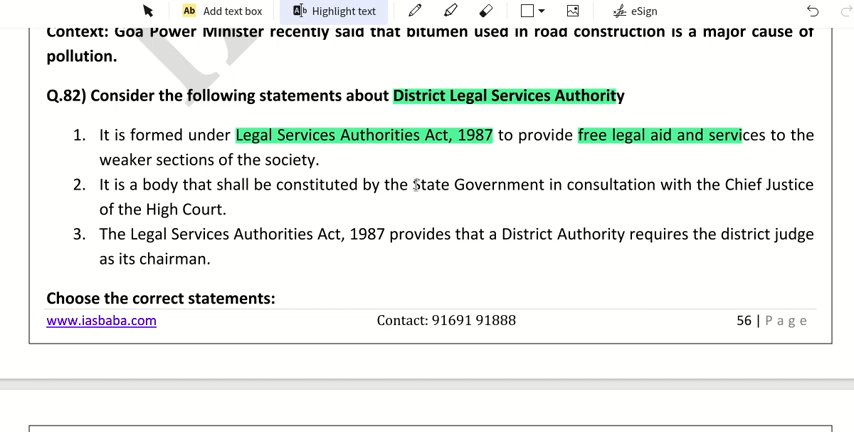 Add text box
Highlight text
eSign
Context: Goa Power Minister recently said that bitumen used in road construction is a major cause of
pollution.
Q.82) Consider the following statements about District Legal Services Authority
1. It is formed under Legal Services Authorities Act, 1987 to provide free legal aid and services to the
weaker sections of the society.
2. It is a body that shall be constituted by the State Government in consultation with the Chief Justice
of the High Court.
3. The Legal Services Authorities Act, 1987 provides that a District Authority requires the district judge
as its chairman.
Choose the correct statements:
www.iasbaba.com Contact: 91691 91888 56 | P a g e